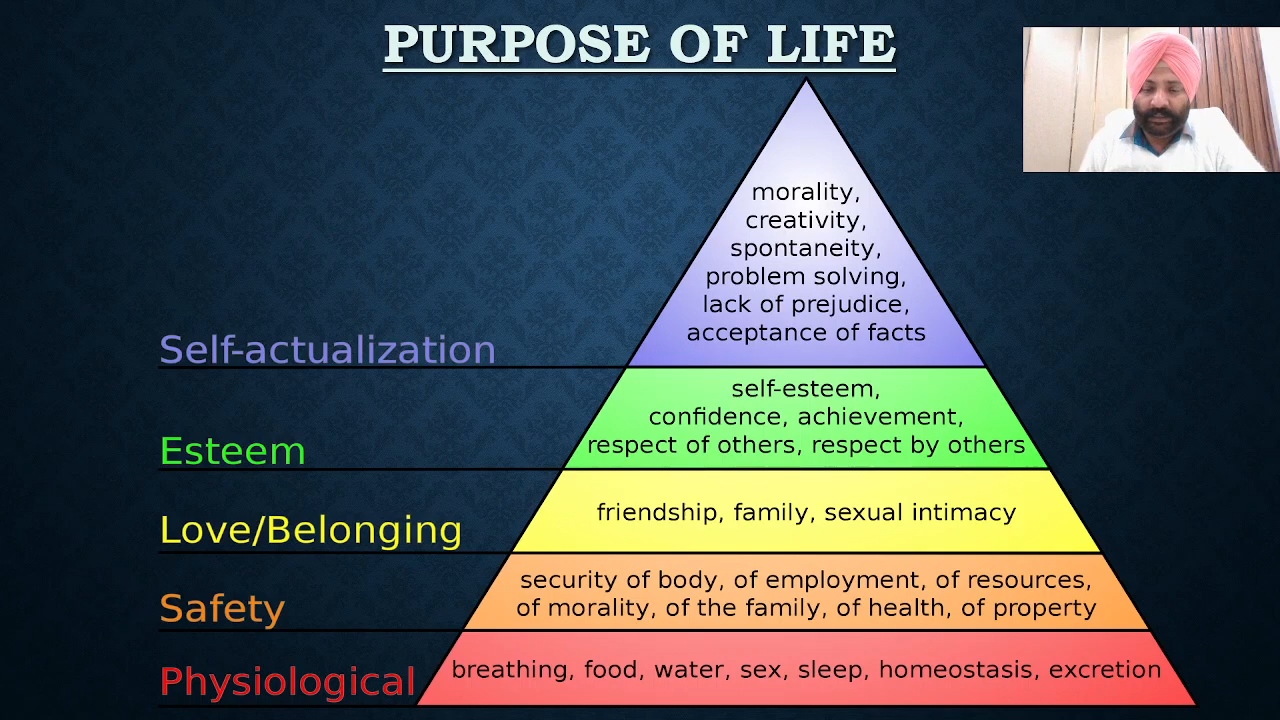 PURPOSE OF LIFE
morality,
creativity,
spontaneity,
problem solving,
lack of prejudice,
acceptance of facts
Self-actualization
self-esteem,
confidence, achievement,
respect of others, respect by others
Esteem
friendship, family, sexual intimacy
Love/Belonging
security of body, of employment, of resources,
of morality, of the family, of health, of property
Safety
breathing, food, water, sex, sleep, homeostasis, excretion
Physiological